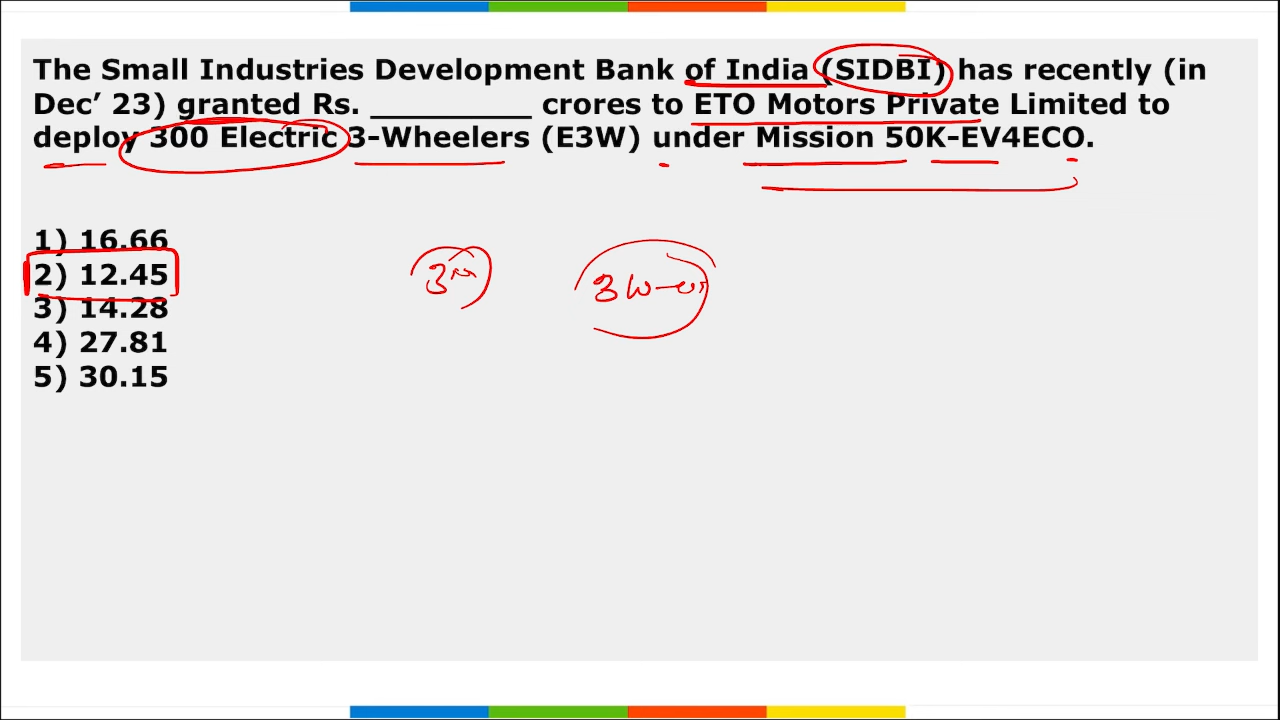 The Small Industries Development Bank of India (SIDBI) has recently (in
Dec’ 23) granted Rs. __________ crores to ETO Motors Private Limited to
deploy 300 Electric 3-Wheelers (E3W) under Mission 50K-EV4ECO.
1) 16.66
2) 12.45
3) 14.28
4) 27.81
5) 30.15